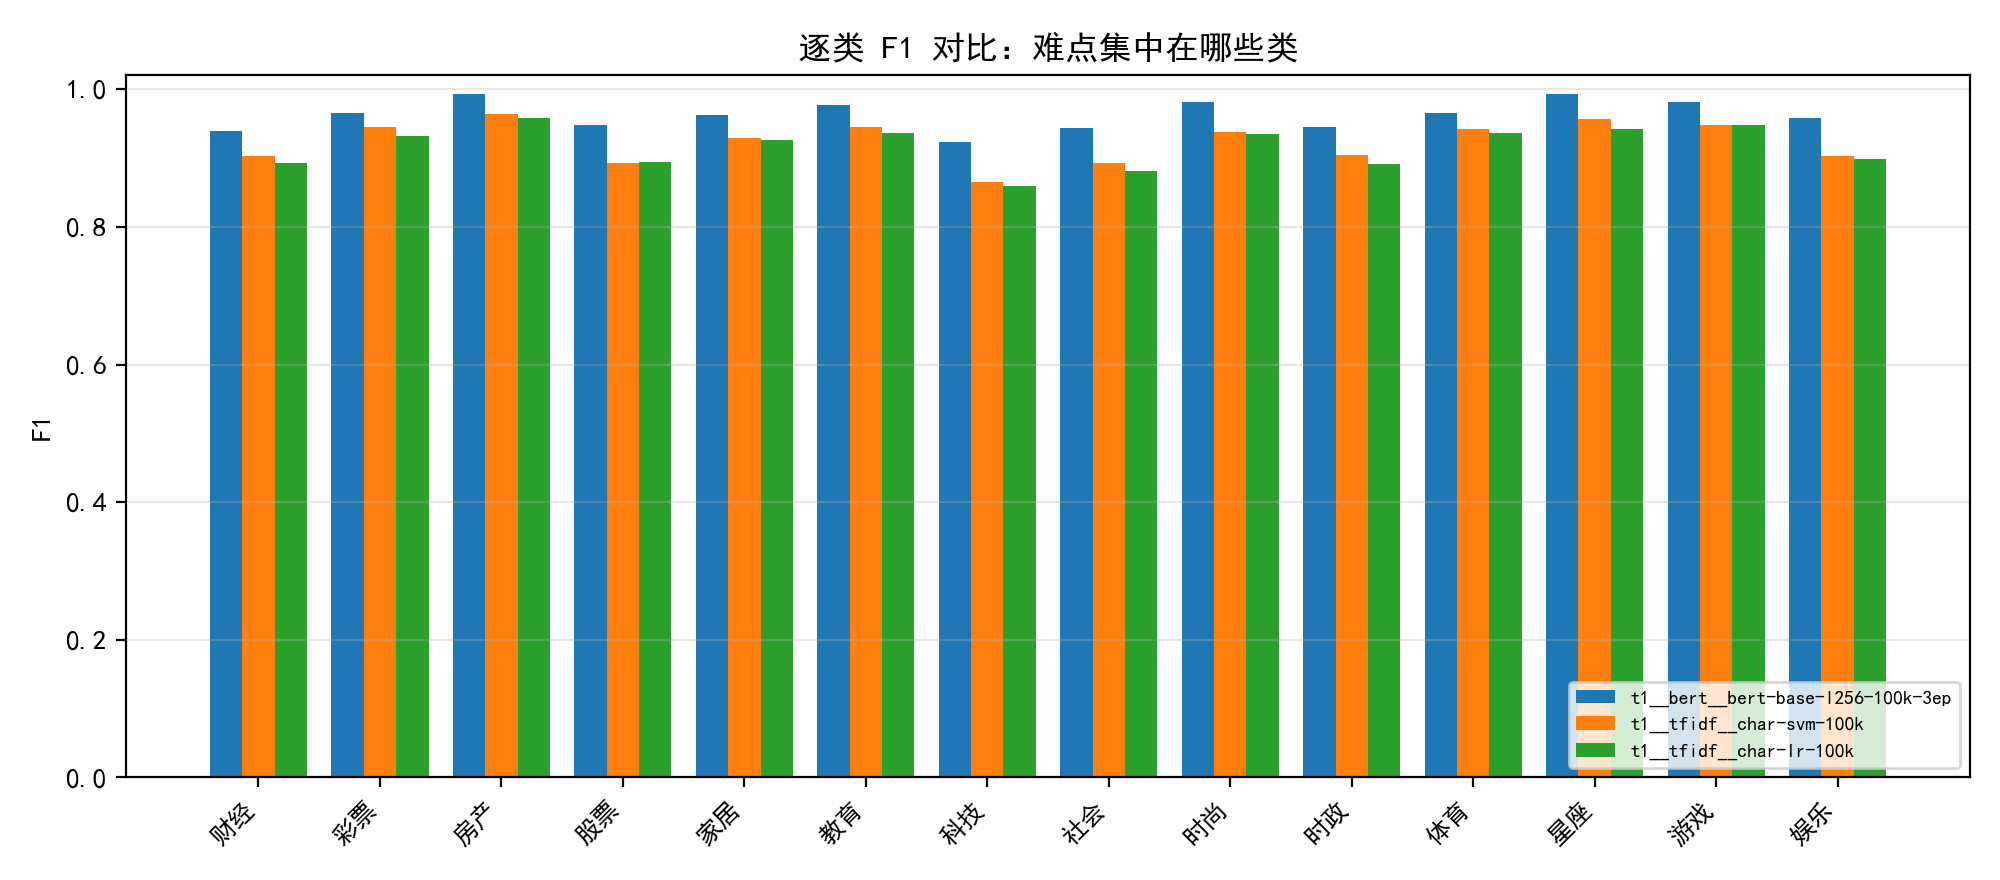 逐类 F1 对比：难点集中在哪些类
1.0
0.8
0.6
0.4
0.2
0.0
F1
财经
彩票
房产
股票
家居
教育
科技
社会
时尚
时政
体育
星座
游戏
娱乐
t1__bert__bert-base-l256-100k-3ep
t1__tfidf__char-svm-100k
t1__tfidf__char-lr-100k